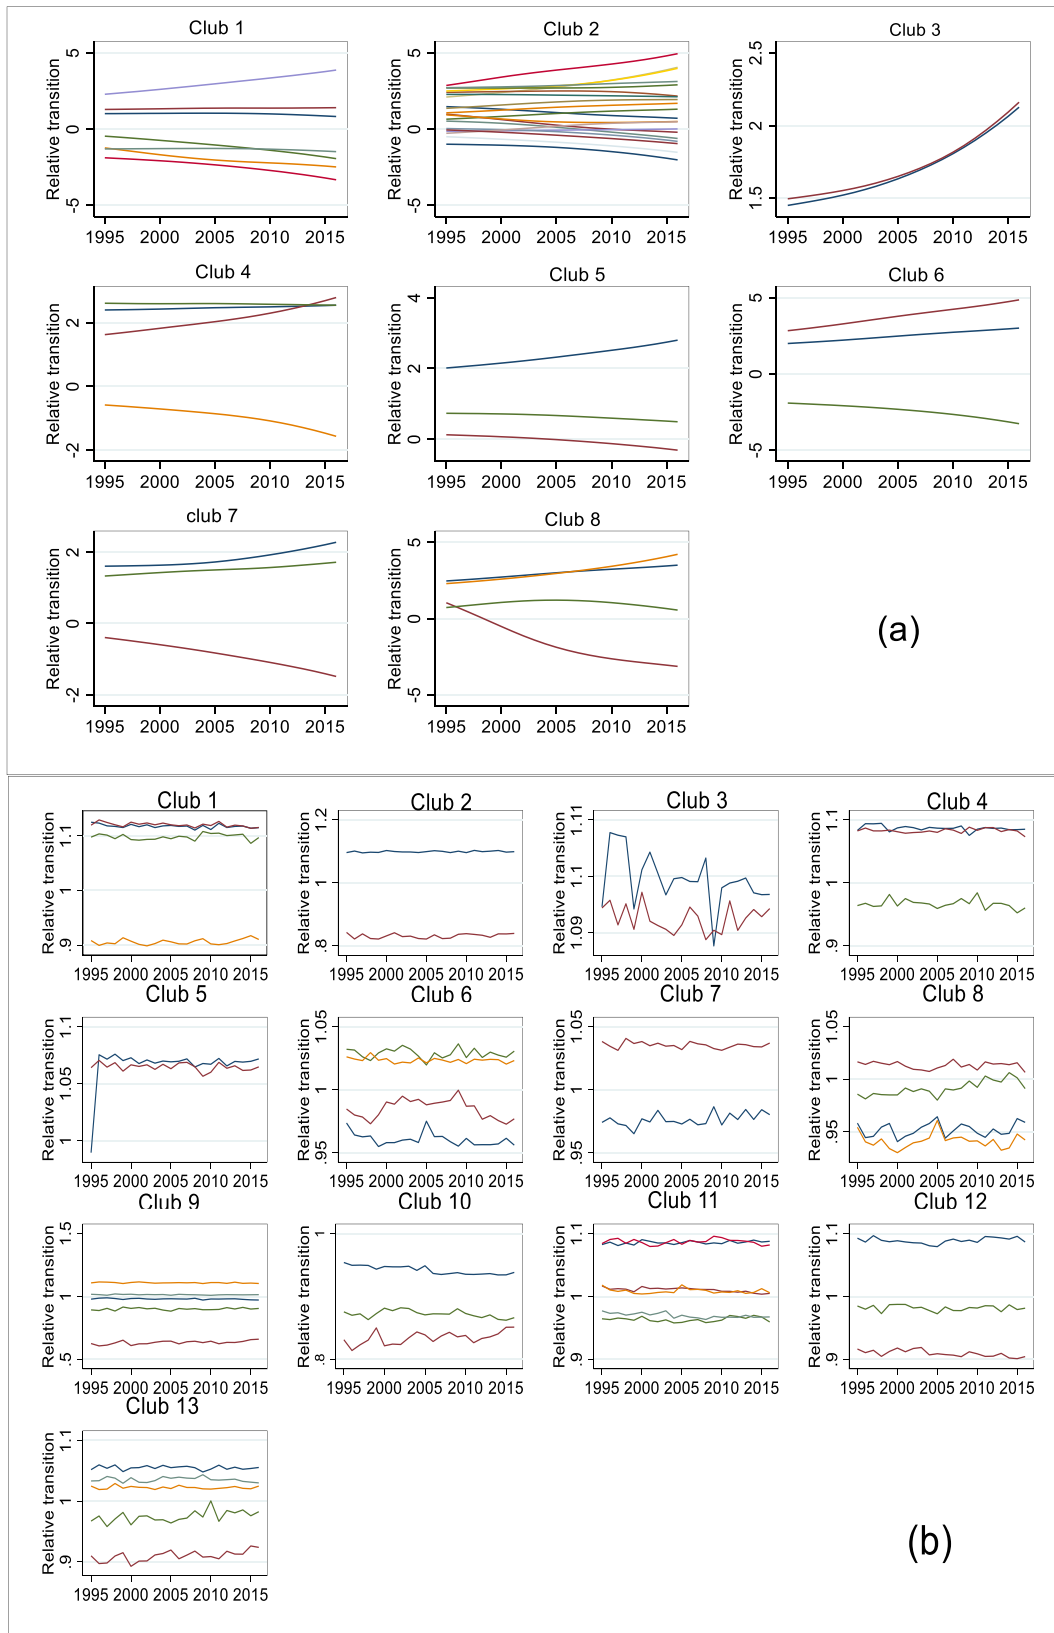 Club 1
Club 2
Club 3
Relative transition
-5 0 5
1995 2000 2005 2010 2015
Relative transition
-5 0 5
1995 2000 2005 2010 2015
Relative transition
1.5 2 2.5
1995 2000 2005 2010 2015
Club 4
Club 5
Club 6
Relative transition
-2 0 2
1995 2000 2005 2010 2015
Relative transition
0 2 4
1995 2000 2005 2010 2015
Relative transition
-5 0 5
1995 2000 2005 2010 2015
club 7
Club 8
Relative transition
-2 0 2
1995 2000 2005 2010 2015
Relative transition
-5 0 5
1995 2000 2005 2010 2015
(a)
Club 1
Club 2
Club 3
Club 4
Relative transition
.9 1 1.1
1995 2000 2005 2010 2015
Relative transition
.8 1 1.2
1995 2000 2005 2010 2015
Relative transition
1.09 1.1 1.11
1995 2000 2005 2010 2015
Relative transition
.9 1 1.1
1995 2000 2005 2010 2015
Club 5
Club 6
Club 7
Club 8
Relative transition
1 1.05 1.1
1995 2000 2005 2010 2015
Relative transition
.95 1 1.05
1995 2000 2005 2010 2015
Relative transition
.95 1 1.05
1995 2000 2005 2010 2015
Relative transition
.95 1 1.05
1995 2000 2005 2010 2015
Club 9
Club 10
Club 11
Club 12
Relative transition
.5 1 1.5
1995 2000 2005 2010 2015
Relative transition
.8 1
1995 2000 2005 2010 2015
Relative transition
.9 1 1.1
1995 2000 2005 2010 2015
Relative transition
.9 1 1.1
1995 2000 2005 2010 2015
Club 13
Relative transition
.9 1 1.1
1995 2000 2005 2010 2015
(b)